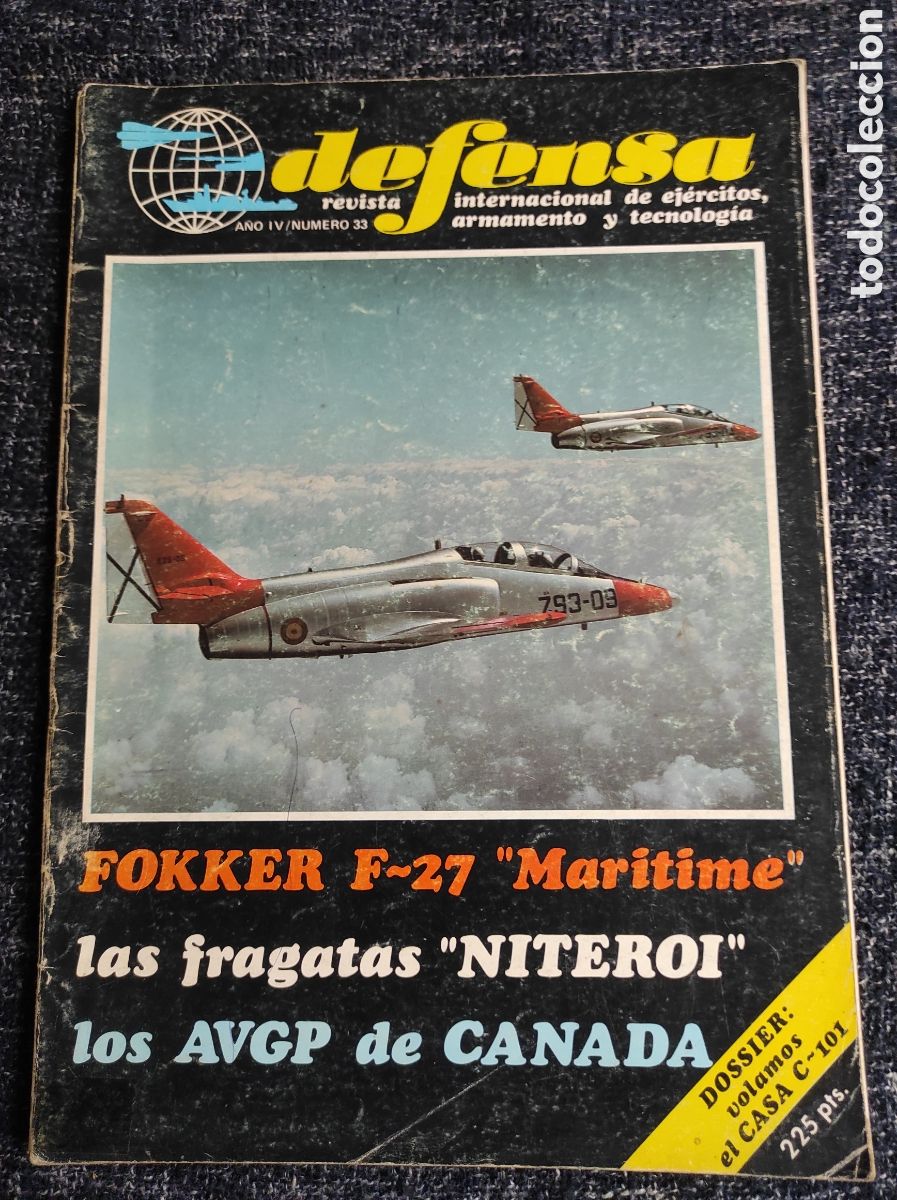 defensa
revista internacional de ejércitos,
armamento y tecnología
AÑO IV/NUMERO 33
793-09
FOKKER F-27 "Maritime"
las fragatas "NITEROI"
los AVGP de CANADA
DOSSIER:
volamos
el CASA C-101
225 pts.
todocoleccion